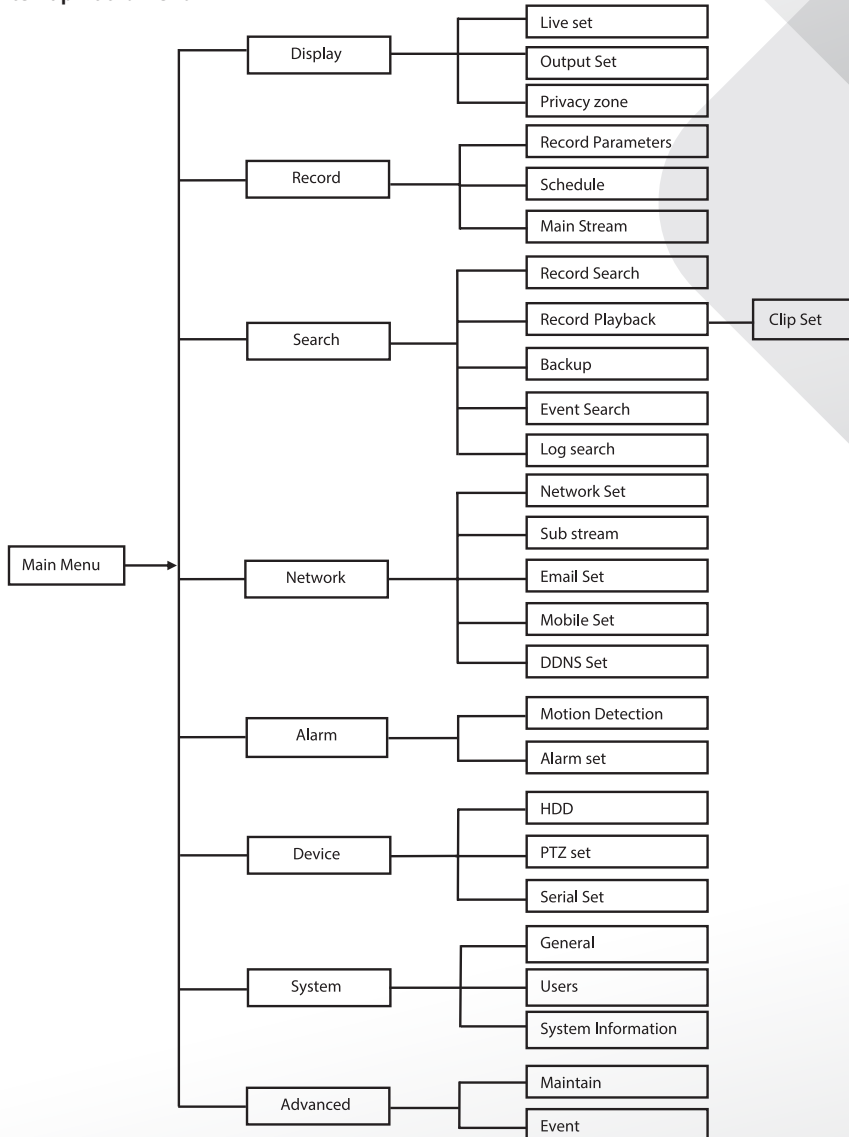 Live set
Display
Output Set
Privacy zone
Record Parameters
Record
Schedule
Main Stream
Record Search
Record Playback
Clip Set
Search
Backup
Event Search
Log search
Network Set
Sub stream
Main Menu
Network
Email Set
Mobile Set
DDNS Set
Motion Detection
Alarm
Alarm set
HDD
Device
PTZ set
Serial Set
General
System
Users
System Information
Maintain
Advanced
Event